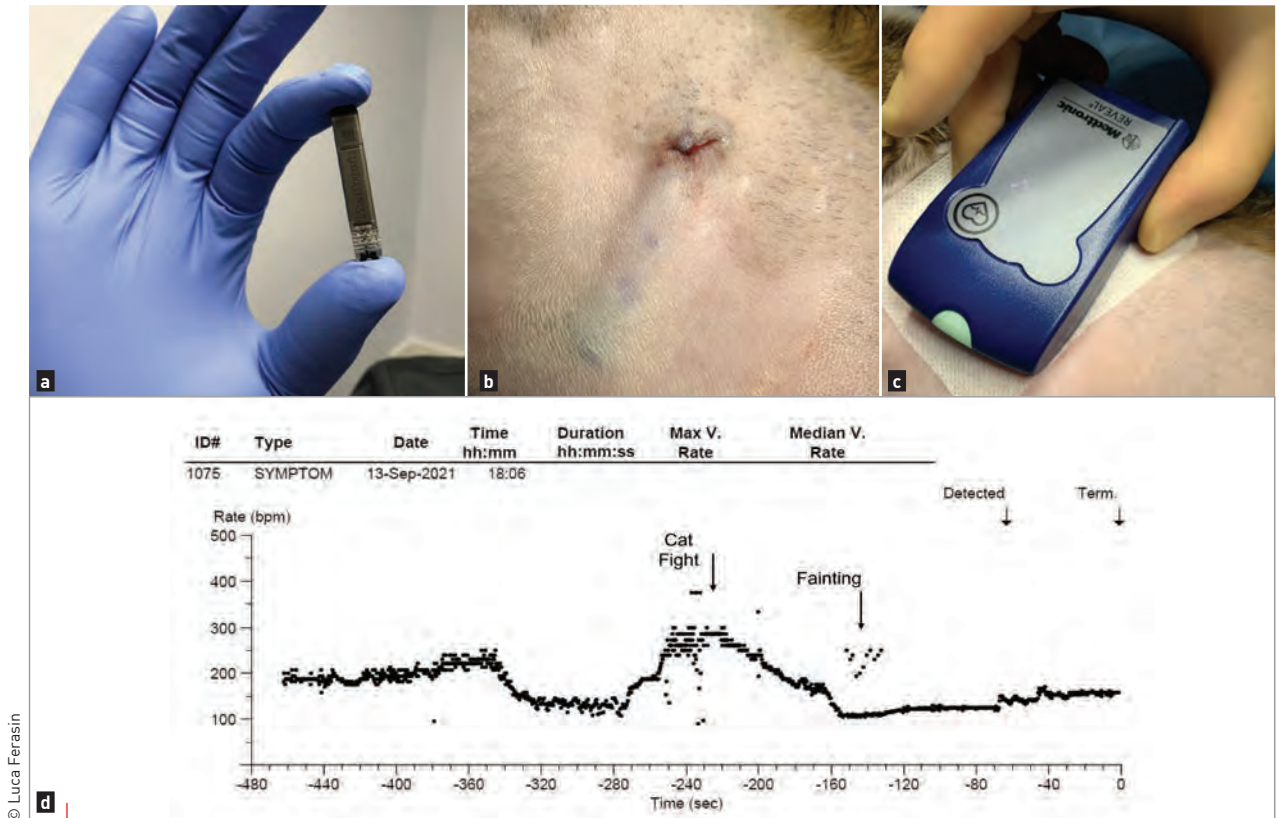 a
b
Medtronic
REVEAL
c
ID# Type Date Time hh:mm Duration hh:mm:ss Max V. Rate Median V. Rate
1075 SYMPTOM 13-Sep-2021 18:06
Detected Term.
Rate (bpm)
500
400
300
200
100
Cat
Fight
Fainting
-480 -440 -400 -360 -320 -280 -240 -200 -160 -120 -80 -40 0
Time (sec)
d
© Luca Ferasin